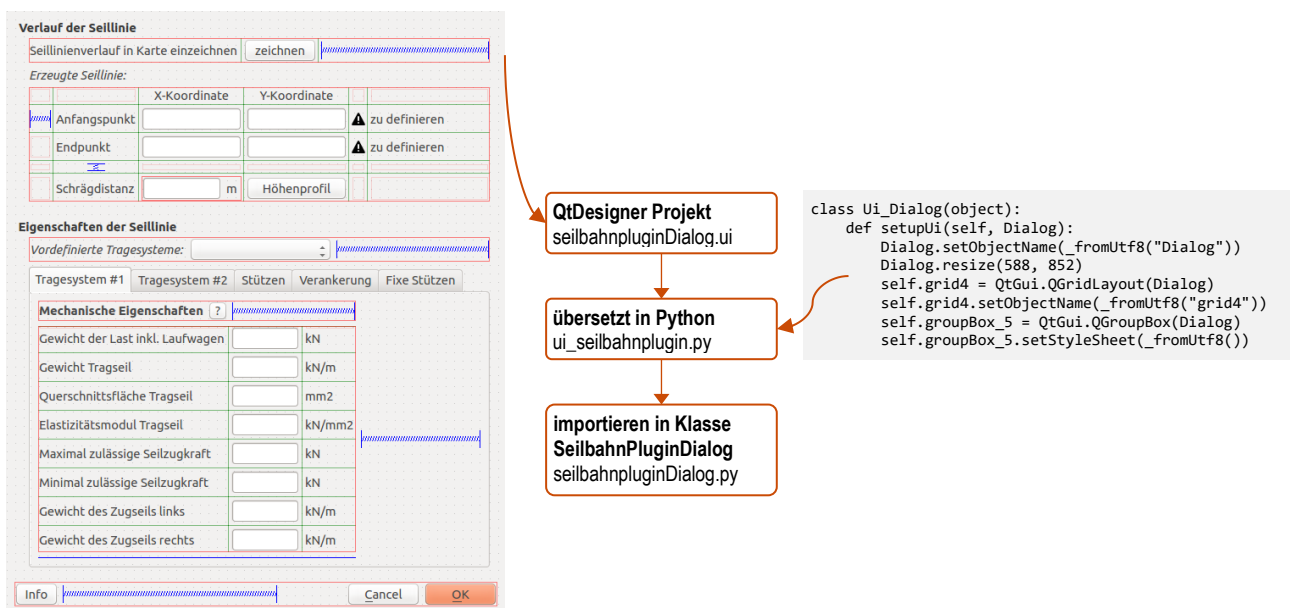 Verlauf der Seillinie
Seillinienverlauf in Karte einzeichnen zeichnen
Erzeugte Seillinie:
X-Koordinate Y-Koordinate
Anfangspunkt zu definieren
Endpunkt zu definieren
Schrägdistanz m Höhenprofil
Eigenschaften der Seillinie
Vordefinierte Tragesysteme:
Tragesystem #1 Tragesystem #2 Stützen Verankerung Fixe Stützen
Mechanische Eigenschaften ?
Gewicht der Last inkl. Laufwagen kN
Gewicht Tragseil kN/m
Querschnittsfläche Tragseil mm2
Elastizitätsmodul Tragseil kN/mm2
Maximal zulässige Seilzugkraft kN
Minimal zulässige Seilzugkraft kN
Gewicht des Zugseils links kN/m
Gewicht des Zugseils rechts kN/m
Info Cancel OK
QtDesigner Projekt
seilbahnpluginDialog.ui
übersetzt in Python
ui_seilbahnplugin.py
importieren in Klasse
SeilbahnPluginDialog
seilbahnpluginDialog.py
class Ui_Dialog(object):
def setupUi(self, Dialog):
Dialog.setObjectName(_fromUtf8("Dialog"))
Dialog.resize(588, 852)
self.grid4 = QtGui.QGridLayout(Dialog)
self.grid4.setObjectName(_fromUtf8("grid4"))
self.groupBox_5 = QtGui.QGroupBox(Dialog)
self.groupBox_5.setStyleSheet(_fromUtf8())